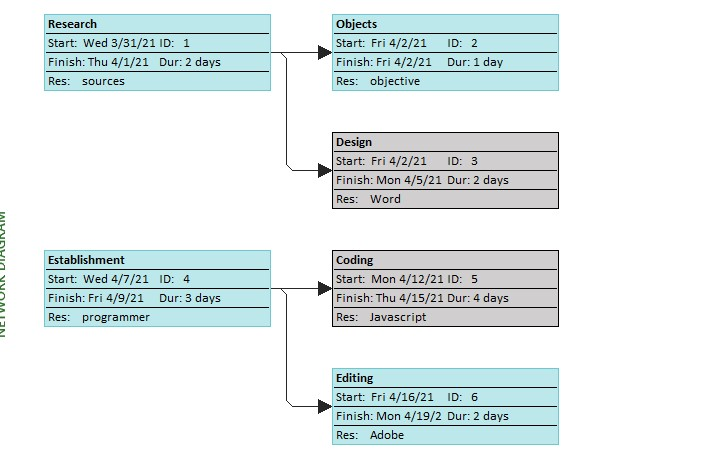 Research
Start: Wed 3/31/21 ID: 1
Finish: Thu 4/1/21 Dur: 2 days
Res: sources
Objects
Start: Fri 4/2/21 ID: 2
Finish: Fri 4/2/21 Dur: 1 day
Res: objective
Design
Start: Fri 4/2/21 ID: 3
Finish: Mon 4/5/21 Dur: 2 days
Res: Word
NETWORK DIAGRAM
Establishment
Start: Wed 4/7/21 ID: 4
Finish: Fri 4/9/21 Dur: 3 days
Res: programmer
Coding
Start: Mon 4/12/21 ID: 5
Finish: Thu 4/15/21 Dur: 4 days
Res: Javascript
Editing
Start: Fri 4/16/21 ID: 6
Finish: Mon 4/19/2 Dur: 2 days
Res: Adobe